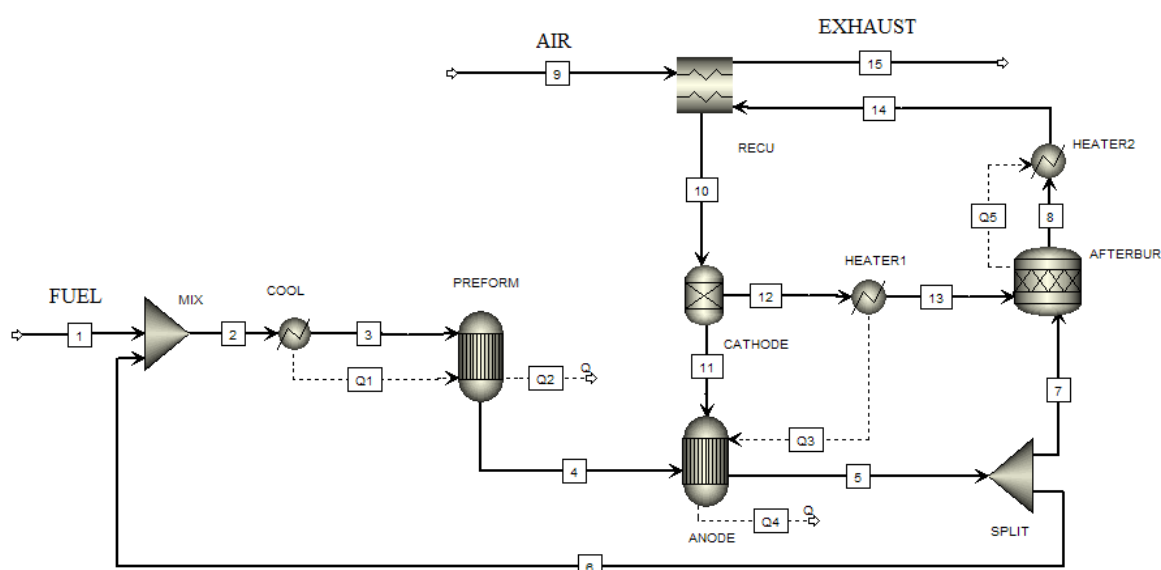 EXHAUST
AIR
9
15
14
RECU
HEATER2
10
Q5
8
HEATER1
AFTERBUR
PREFORM
FUEL
MIX
COOL
12
13
1
2
3
CATHODE
11
Q1
Q2
Q
7
Q3
4
5
Q4
Q
ANODE
SPLIT
6